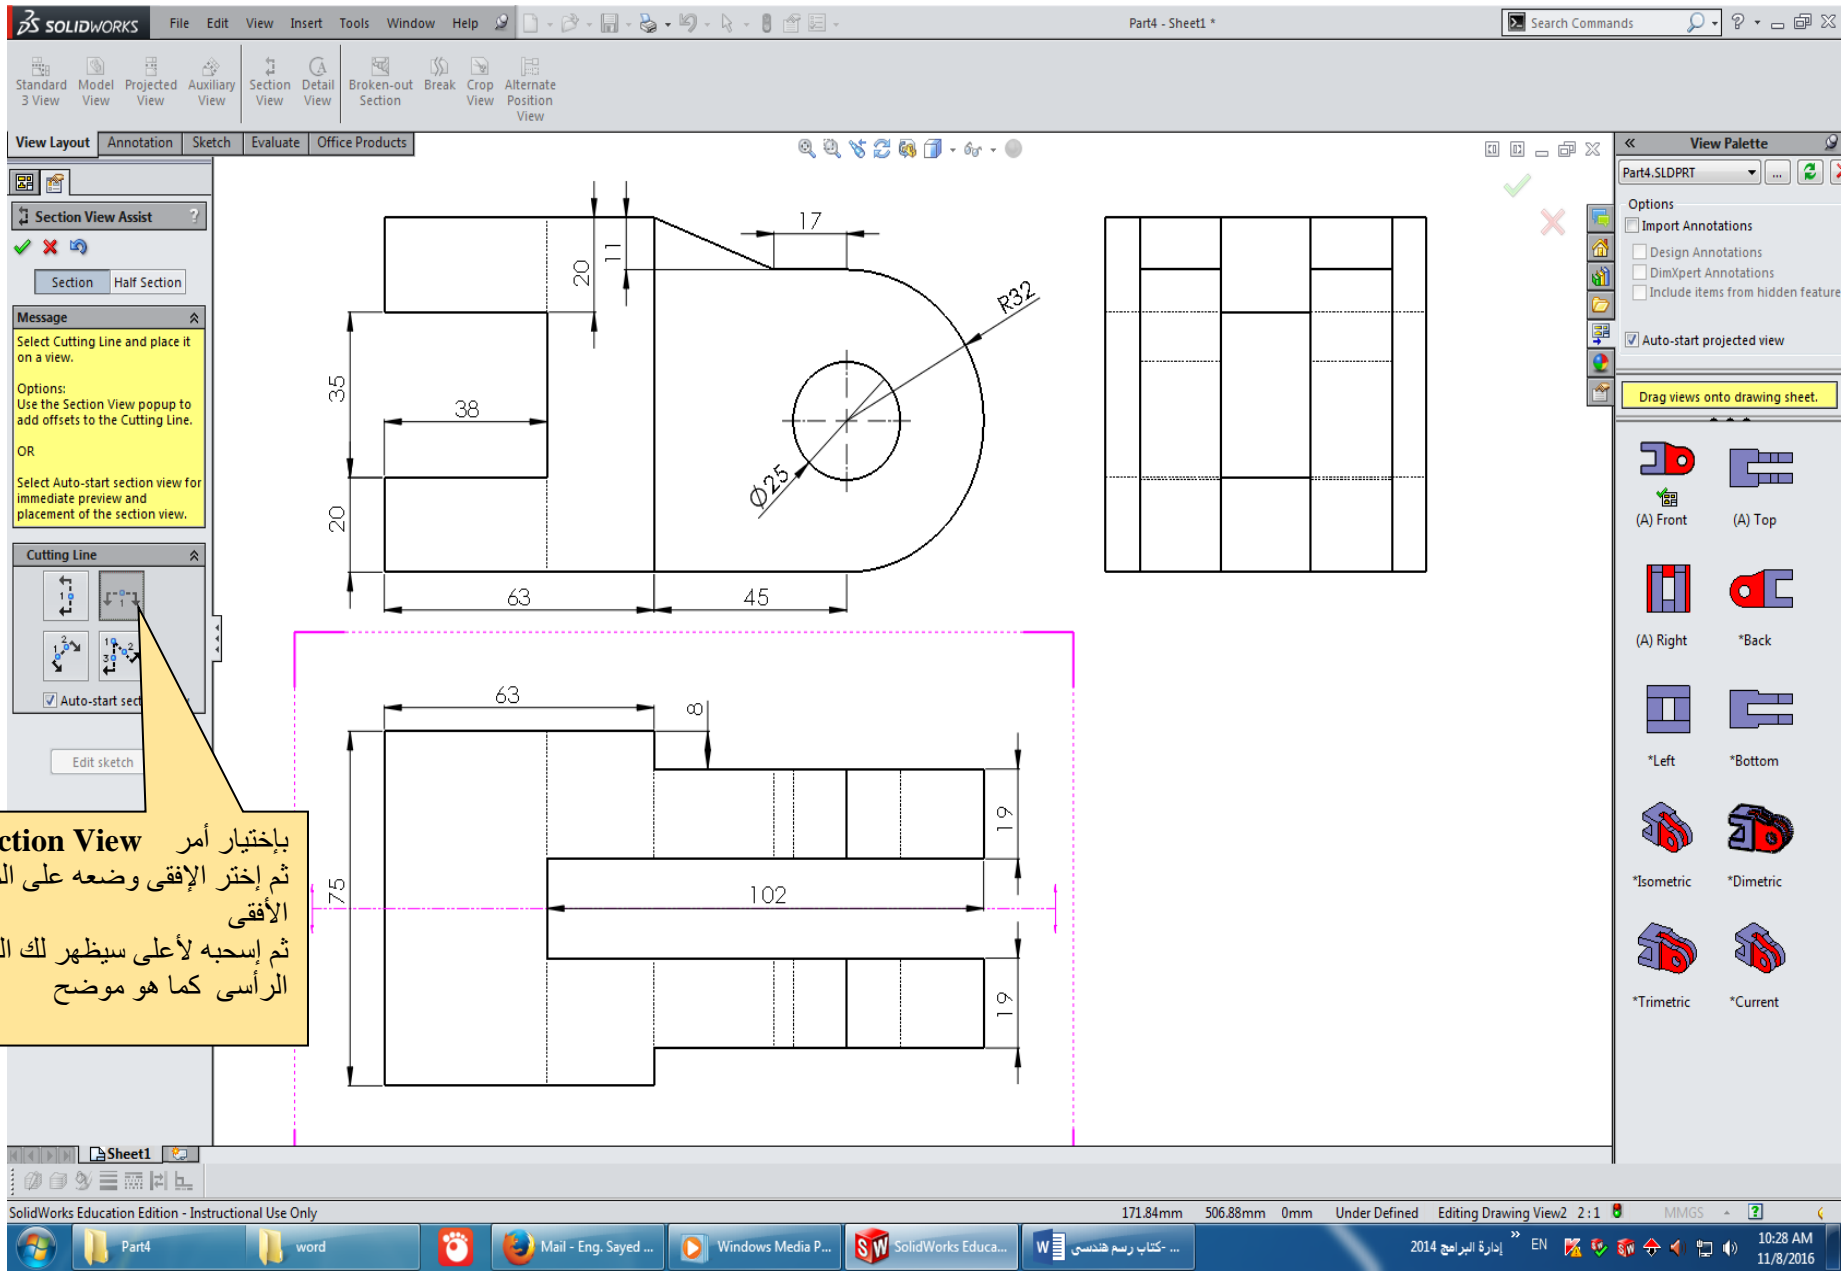 SOLIDWORKS File Edit View Insert Tools Window Help
Part4 - Sheet1 *
Search Commands
Standard 3 View
Model View
Projected View
Auxiliary View
Section View
Detail View
Broken-out Section
Break
Crop View
Alternate Position View
View Layout Annotation Sketch Evaluate Office Products
Section View Assist ?
Section Half Section
Message
Select Cutting Line and place it
on a view.
Options:
Use the Section View popup to
add offsets to the Cutting Line.
OR
Select Auto-start section view for
immediate preview and
placement of the section view.
Cutting Line
Auto-start sect
Edit sketch
بإختيار أمر ction View
ثم إختر الإفقى وضعه على
الأفقى
ثم إسحبه لأعلى سيظهر لك
الرأسى كما هو موضح
17
11
20
R32
35
38
Φ25
20
63
45
63
8
19
75
102
19
View Palette
Part4.SLDPRT
...
Options
Import Annotations
Design Annotations
DimXpert Annotations
Include items from hidden feature
Auto-start projected view
Drag views onto drawing sheet.
(A) Front (A) Top
(A) Right *Back
*Left *Bottom
*Isometric *Dimetric
*Trimetric *Current
Sheet1
SolidWorks Education Edition - Instructional Use Only
171.84mm 506.88mm 0mm Under Defined Editing Drawing View2 2 : 1 MMGS
Part4
word
Mail - Eng. Sayed ...
Windows Media P...
SolidWorks Educa...
كتاب رسم هندسى- ...
إدارة البرامج 2014
EN
10:28 AM
11/8/2016